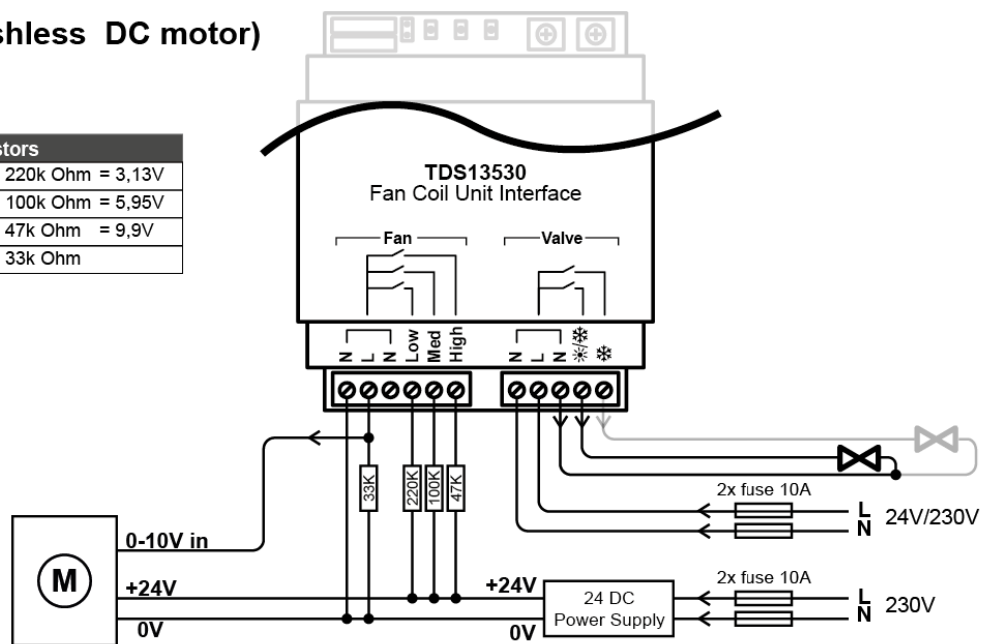 shless DC motor)
stors
220k Ohm = 3,13V
100k Ohm = 5,95V
47k Ohm = 9,9V
33k Ohm
TDS13530
Fan Coil Unit Interface
Fan
Valve
N L N Low Med High
N L N
33K
220K
100K
47K
2x fuse 10A
L
N
24V/230V
0-10V in
M
+24V
0V
+24V
0V
24 DC
Power Supply
2x fuse 10A
L
N
230V